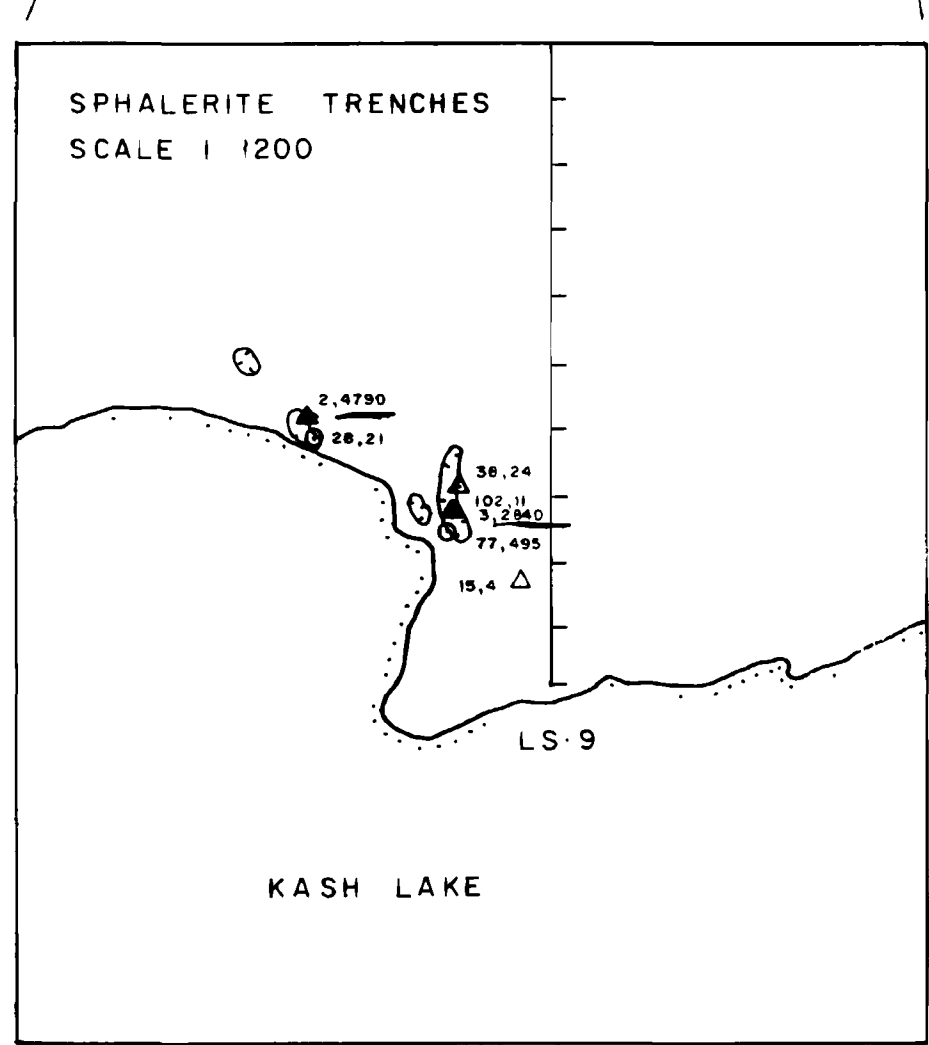 SPHALERITE TRENCHES
SCALE 1 1200
2,4790
28,21
38,24
102,11
3,2840
77,495
15,4
LS·9
KASH LAKE